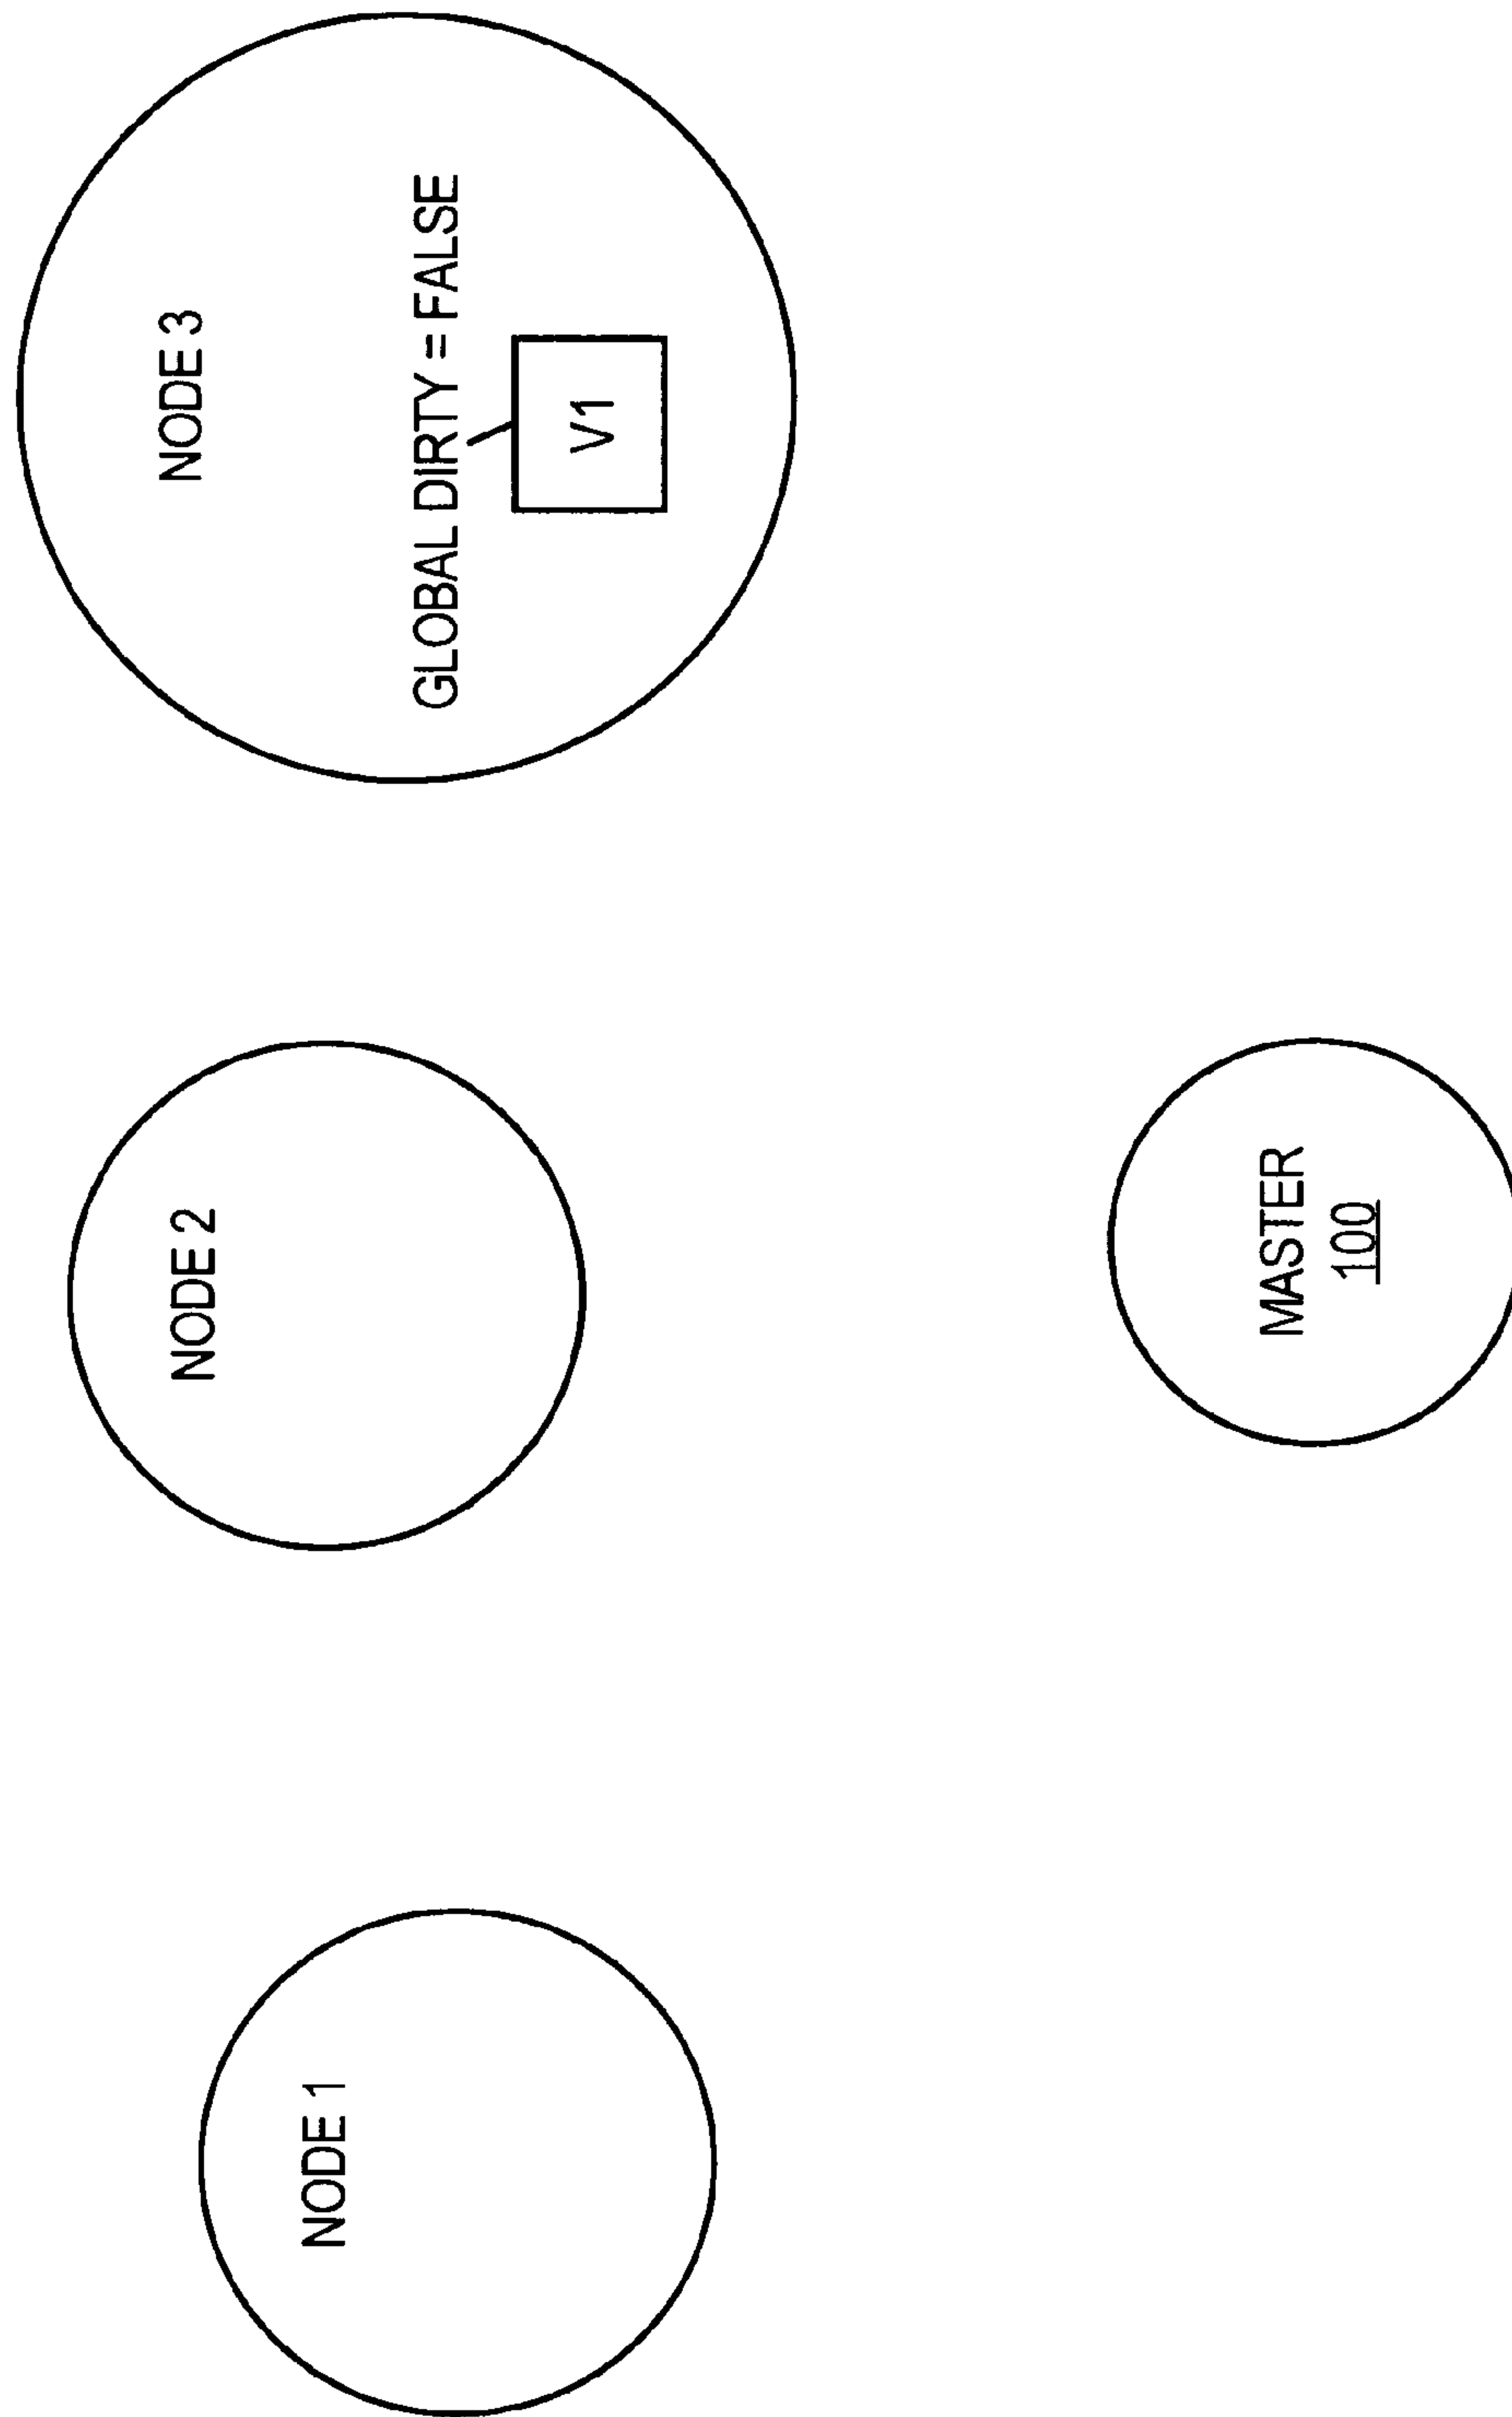 NODE 1
NODE 2
NODE 3
GLOBAL DIRTY = FALSE
V1
MASTER
100